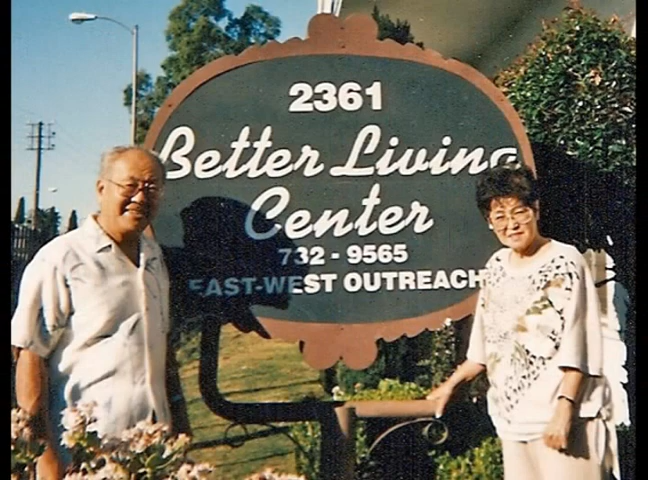 2361
Better Living
Center
732 - 9565
EAST-WEST OUTREACH